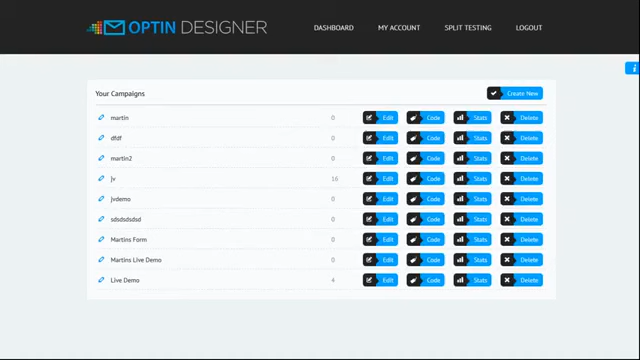 OPTIN DESIGNER
DASHBOARD MY ACCOUNT SPLIT TESTING LOGOUT
i
Your Campaigns Create New
martin 0 Edit Code Stats Delete
dfdf 0 Edit Code Stats Delete
martin2 0 Edit Code Stats Delete
jv 16 Edit Code Stats Delete
jvdemo 0 Edit Code Stats Delete
sdsdsdsdsd 0 Edit Code Stats Delete
Martins Form 0 Edit Code Stats Delete
Martins Live Demo 0 Edit Code Stats Delete
Live Demo 4 Edit Code Stats Delete